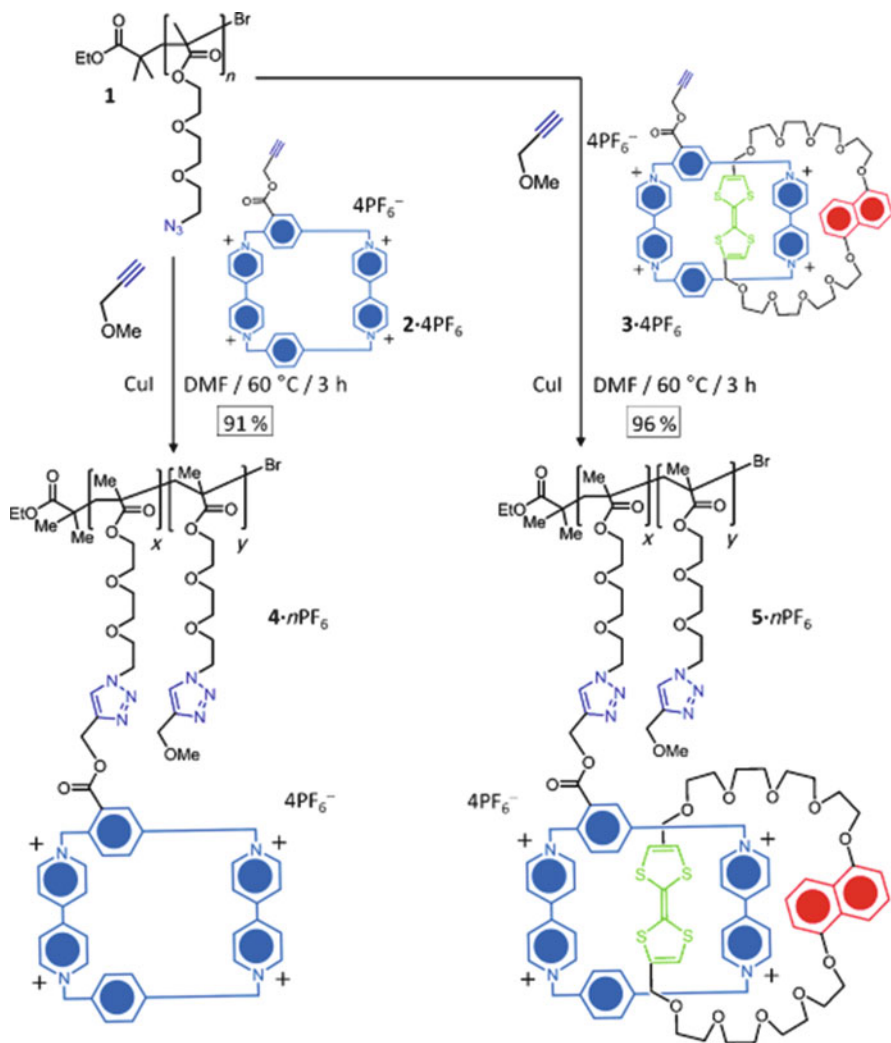 Br
O
EtO
O
O
n
1
O
O
O
N3
OMe
O
O
4PF6−
+ N N +
+ N N +
2·4PF6
CuI DMF / 60 °C / 3 h
91 %
OMe
4PF6−
O
O
O O O O
+ N N +
S S
S S
+ N N +
O
O
O O O O
3·4PF6
CuI DMF / 60 °C / 3 h
96 %
Me Me Br
O
EtO
Me Me
O O
O O
x y
O O
O O
4·nPF6
N N
N N
N N
O OMe
O
4PF6−
+ N N +
+ N N +
Me Me Br
O
EtO
Me Me
O O
O O
x y
O O
O O
5·nPF6
N N
N N
N N
O OMe
O
4PF6−
O O O O
+ N N +
S S
S S
+ N N +
O
O
O O O O